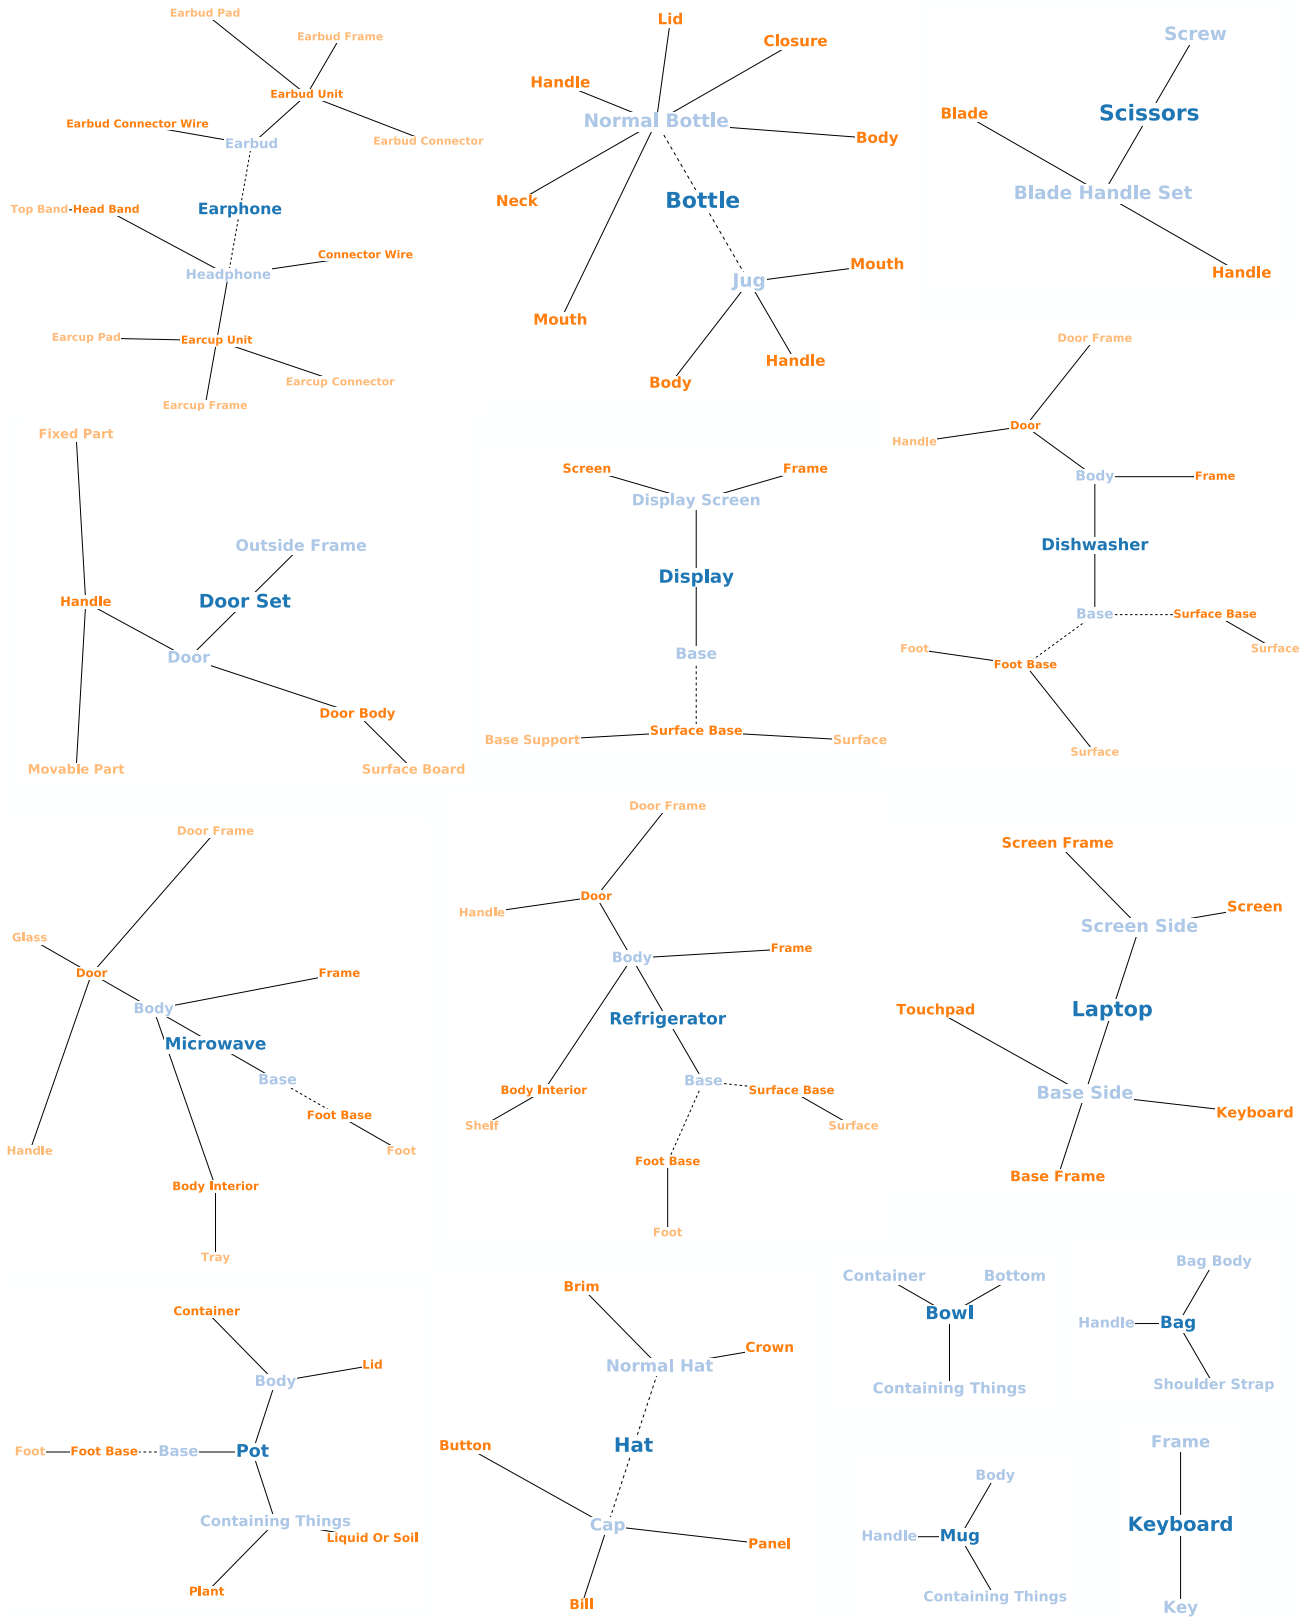 Earbud Pad
Earbud Frame
Earbud Unit
Earbud Connector Wire
Earbud
Earbud Connector
Earphone
Top Band
Head Band
Connector Wire
Headphone
Earcup Pad
Earcup Unit
Earcup Connector
Earcup Frame
Lid
Closure
Handle
Normal Bottle
Body
Neck
Bottle
Mouth
Jug
Mouth
Handle
Body
Screw
Scissors
Blade
Blade Handle Set
Handle
Fixed Part
Outside Frame
Handle
Door Set
Door
Door Body
Movable Part
Surface Board
Screen
Frame
Display Screen
Display
Base
Surface Base
Base Support
Surface
Door Frame
Door
Handle
Body
Frame
Dishwasher
Base
Surface Base
Foot
Foot Base
Surface
Surface
Door Frame
Glass
Door
Frame
Body
Microwave
Base
Foot Base
Handle
Foot
Body Interior
Tray
Door Frame
Door
Handle
Frame
Body
Refrigerator
Base
Body Interior
Surface Base
Shelf
Surface
Foot Base
Foot
Screen Frame
Screen
Screen Side
Touchpad
Laptop
Base Side
Keyboard
Base Frame
Container
Lid
Body
Foot
Foot Base
Base
Pot
Containing Things
Liquid Or Soil
Plant
Brim
Crown
Normal Hat
Button
Hat
Cap
Panel
Bill
Container
Bottom
Bowl
Containing Things
Bag Body
Handle
Bag
Shoulder Strap
Body
Handle
Mug
Containing Things
Frame
Keyboard
Key